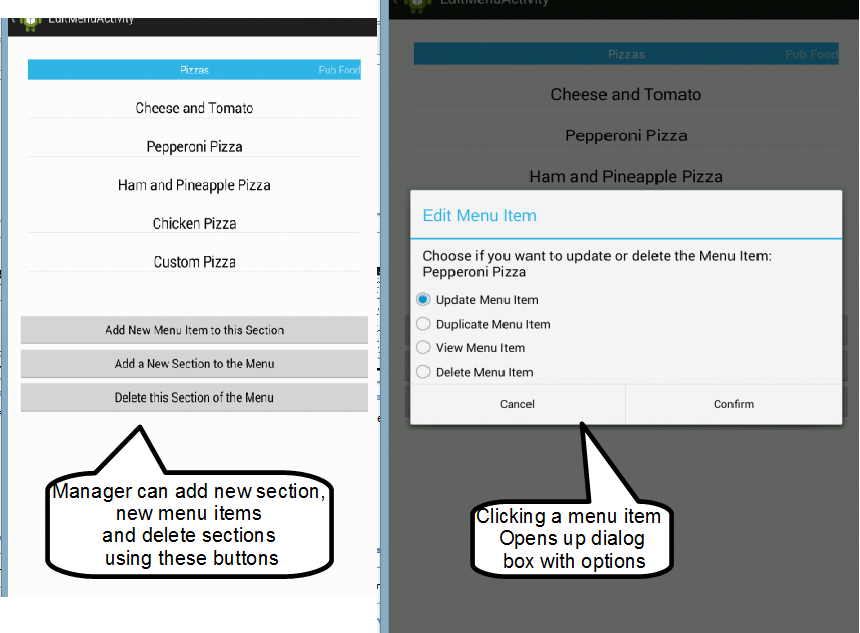 EditMenuActivity
Pizzas Pub Food
Cheese and Tomato
Pepperoni Pizza
Ham and Pineapple Pizza
Chicken Pizza
Custom Pizza
Add New Menu Item to this Section
Add a New Section to the Menu
Delete this Section of the Menu
Manager can add new section,
new menu items
and delete sections
using these buttons
EditMenuActivity
Pizzas Pub Food
Cheese and Tomato
Pepperoni Pizza
Ham and Pineapple Pizza
Edit Menu Item
Choose if you want to update or delete the Menu Item:
Pepperoni Pizza
Update Menu Item
Duplicate Menu Item
View Menu Item
Delete Menu Item
Cancel Confirm
Clicking a menu item
Opens up dialog
box with options